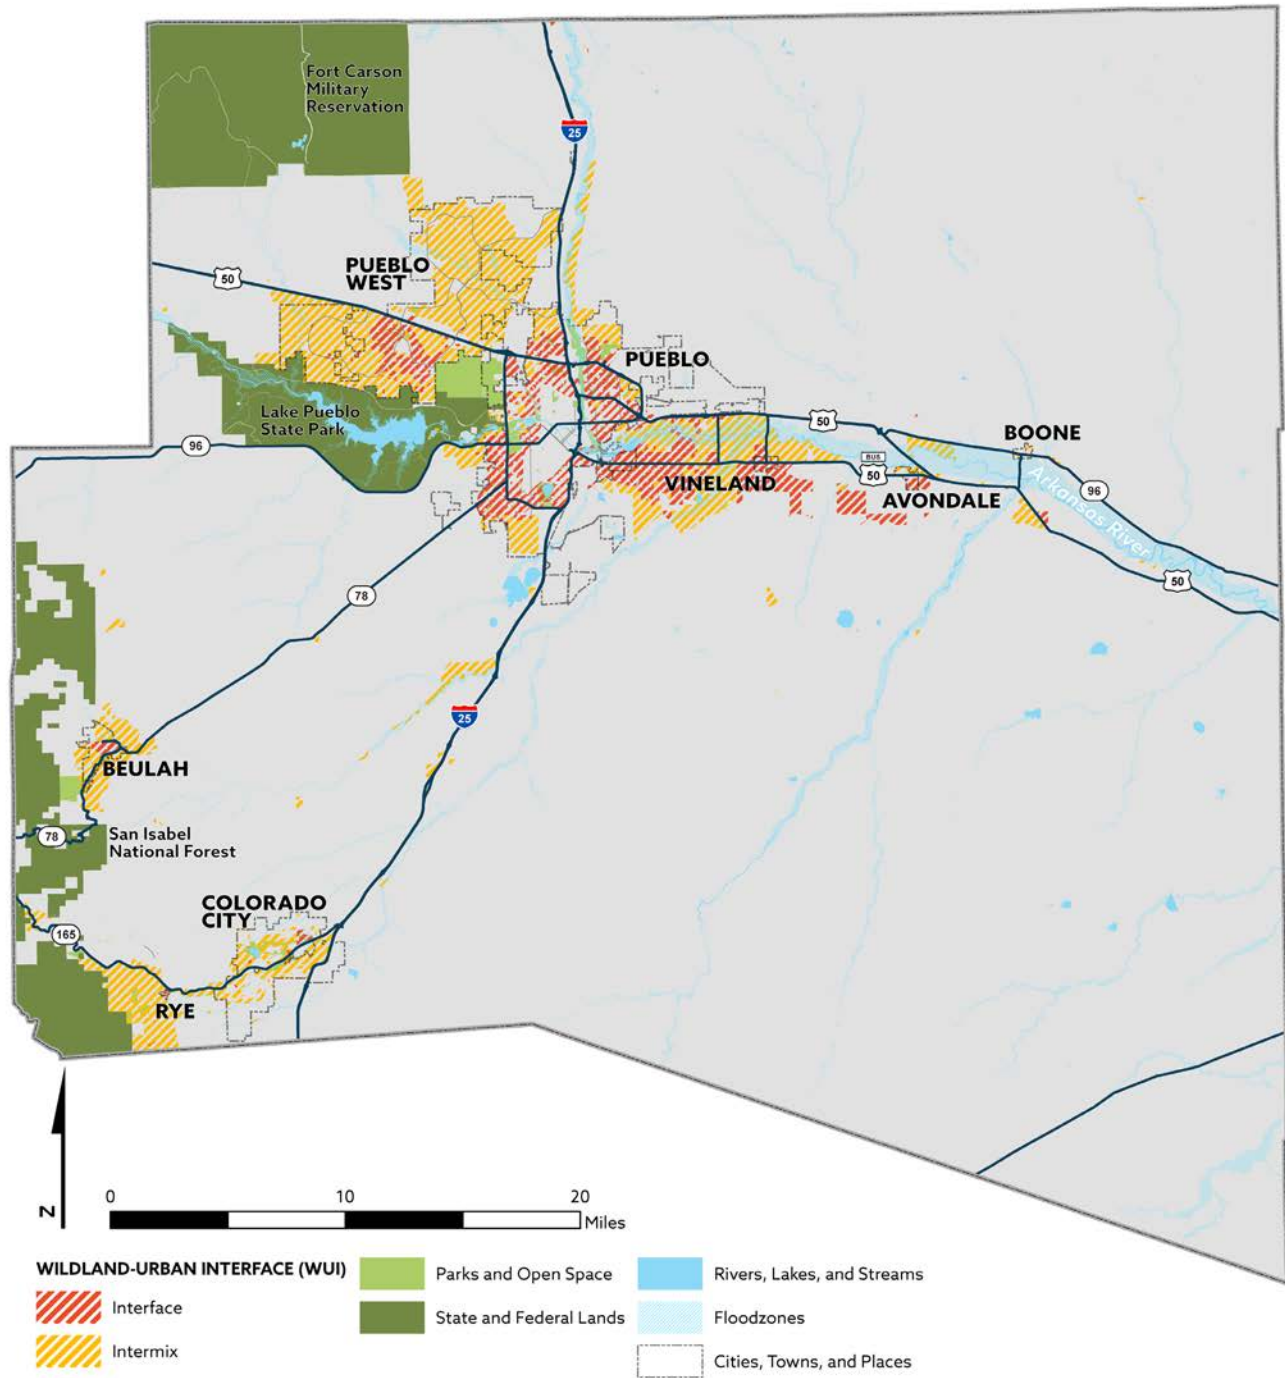 Fort Carson
Military
Reservation
25
PUEBLO
WEST
50
PUEBLO
Lake Pueblo
State Park
96
50
BOONE
BUS
50
VINELAND
AVONDALE
96
Arkansas River
50
78
25
BEULAH
78
San Isabel
National Forest
COLORADO
CITY
165
RYE
N
0 10 20
Miles
WILDLAND-URBAN INTERFACE (WUI)
Interface
Intermix
Parks and Open Space
State and Federal Lands
Rivers, Lakes, and Streams
Floodzones
Cities, Towns, and Places